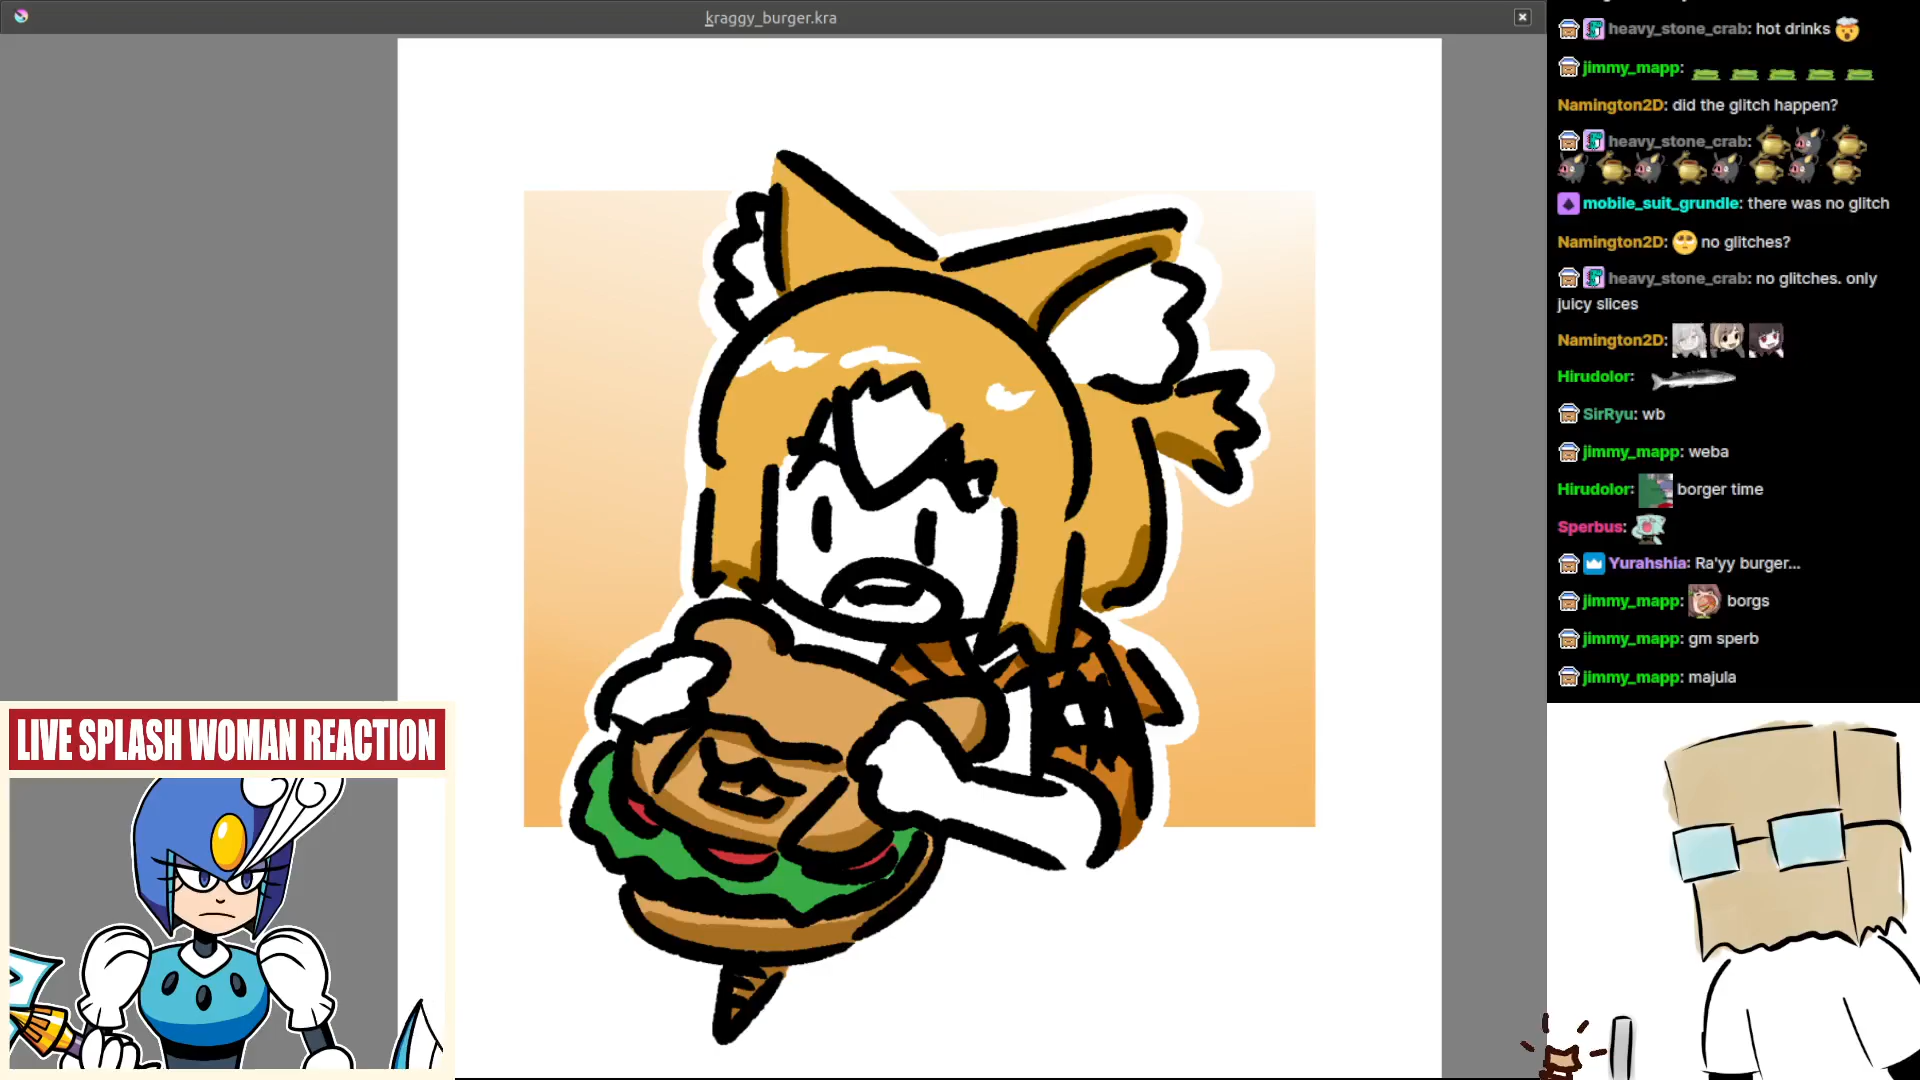 kraggy_burger.kra
heavy_stone_crab: hot drinks
jimmy_mapp:
Namington2D: did the glitch happen?
heavy_stone_crab:
mobile_suit_grundle: there was no glitch
Namington2D: no glitches?
heavy_stone_crab: no glitches. only
juicy slices
Namington2D:
Hirudolor:
SirRyu: wb
jimmy_mapp: weba
Hirudolor: borger time
Sperbus:
Yurahshia: Ra'yy burger...
jimmy_mapp: borgs
jimmy_mapp: gm sperb
jimmy_mapp: majula
LIVE SPLASH WOMAN REACTION